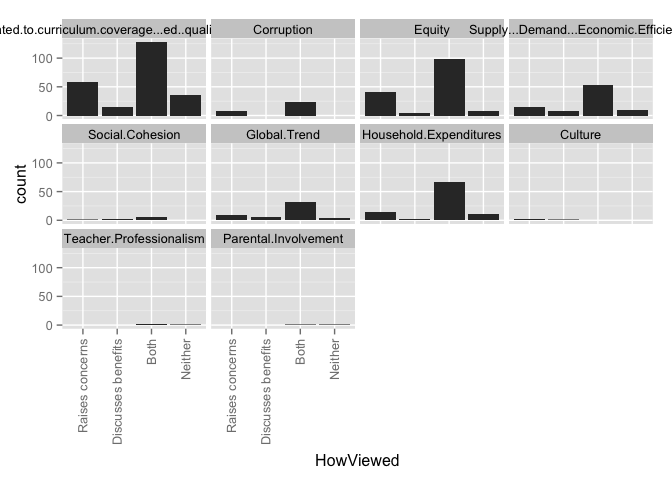 ated.to.curriculum.coverage...ed..quali
Corruption
Equity
Supply...Demand...Economic.Efficie
100
50
0
Social.Cohesion
Global.Trend
Household.Expenditures
Culture
100
50
0
Teacher.Professionalism
Parental.Involvement
100
50
0
count
Raises concerns
Discusses benefits
Both
Neither
Raises concerns
Discusses benefits
Both
Neither
HowViewed